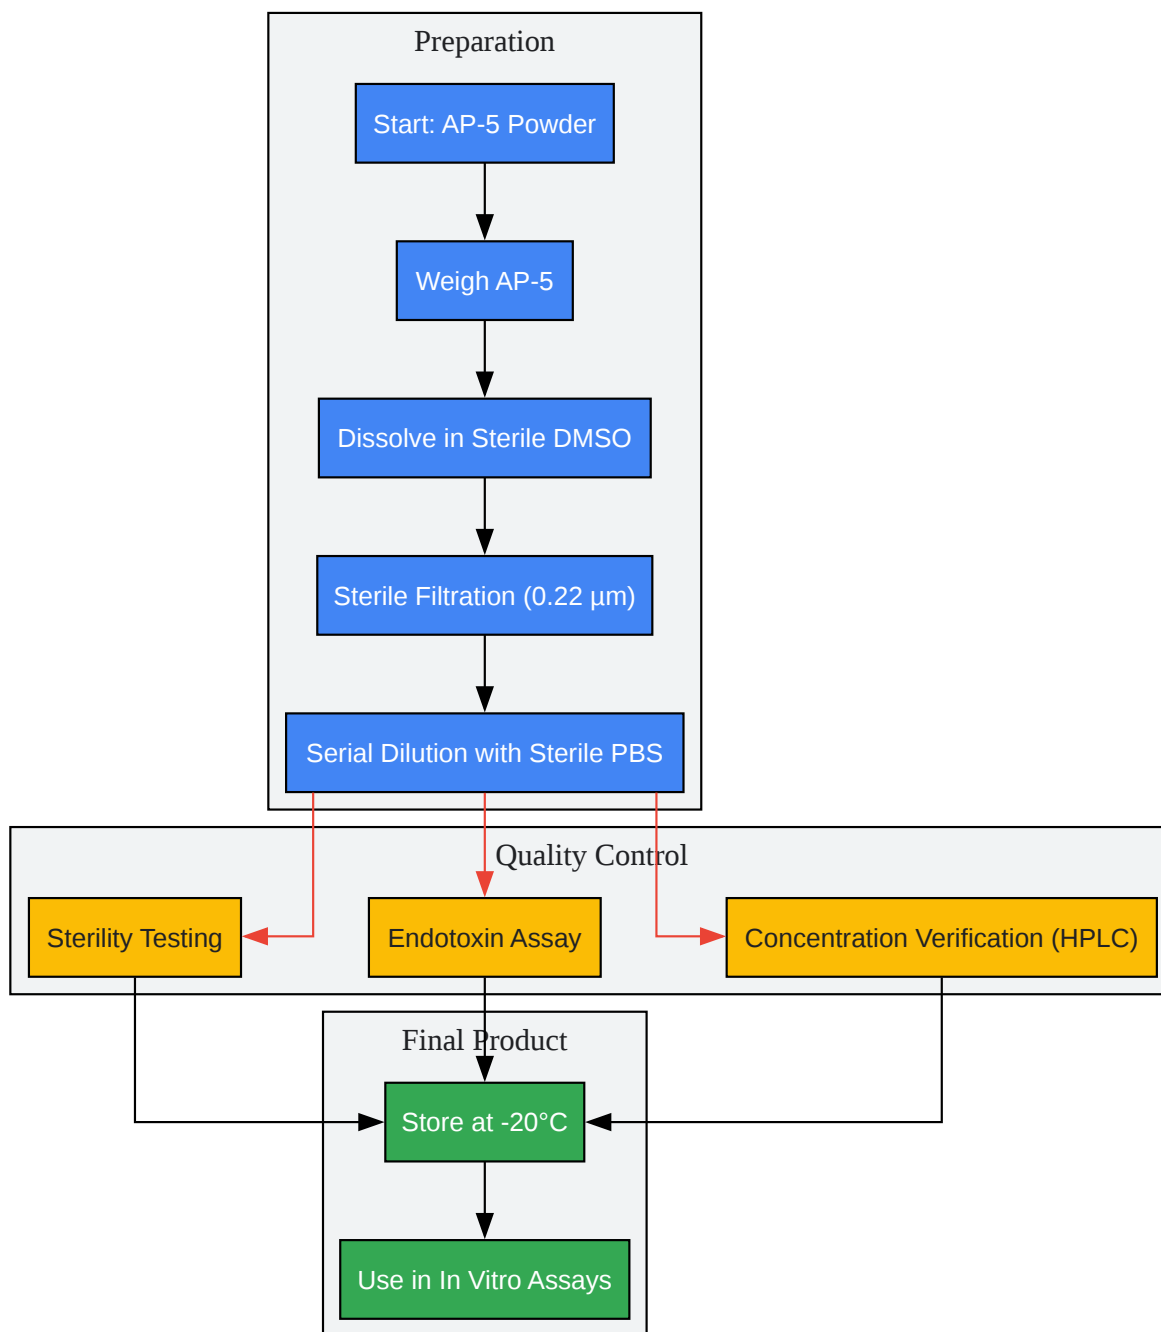 Preparation
Start: AP-5 Powder
Weigh AP-5
Dissolve in Sterile DMSO
Sterile Filtration (0.22 µm)
Serial Dilution with Sterile PBS
Quality Control
Sterility Testing
Endotoxin Assay
Concentration Verification (HPLC)
Final Product
Store at -20°C
Use in In Vitro Assays